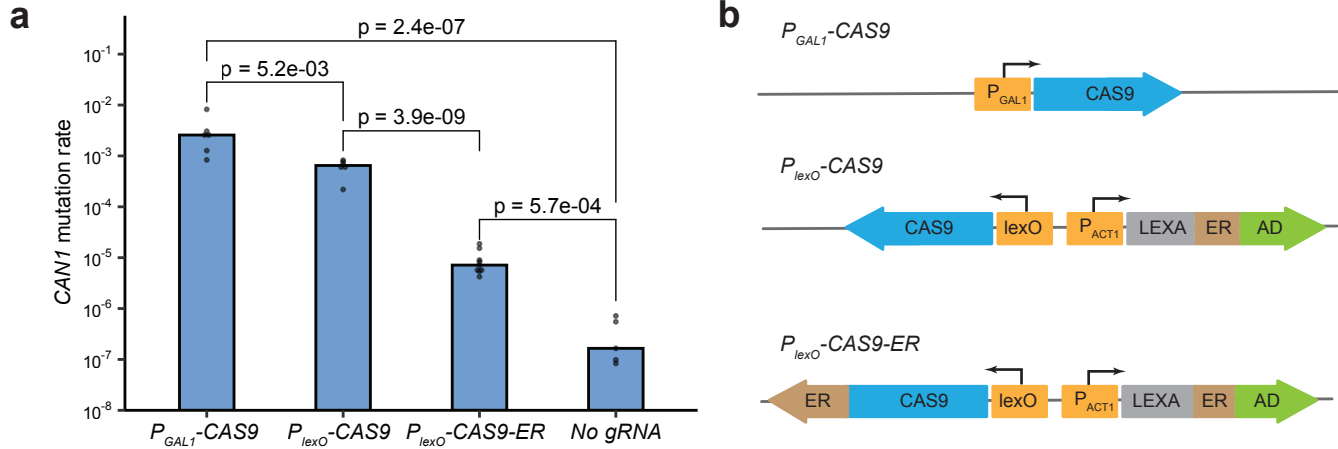 a
p = 2.4e-07
p = 5.2e-03
p = 3.9e-09
p = 5.7e-04
CAN1 mutation rate
10⁻¹
10⁻²
10⁻³
10⁻⁴
10⁻⁵
10⁻⁶
10⁻⁷
10⁻⁸
P_GAL1-CAS9
P_lexO-CAS9
P_lexO-CAS9-ER
No gRNA
b
P_GAL1-CAS9
P_GAL1 CAS9
P_lexO-CAS9
CAS9 lexO P_ACT1 LEXA ER AD
P_lexO-CAS9-ER
ER CAS9 lexO P_ACT1 LEXA ER AD